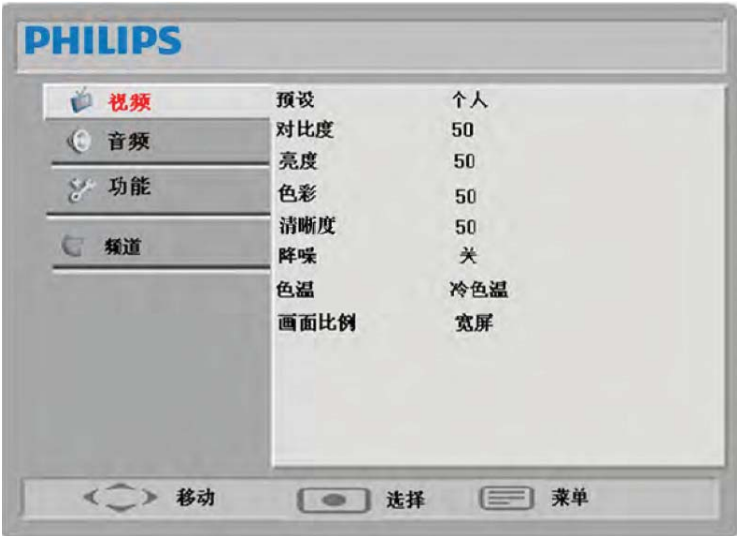 PHILIPS
视频
音频
功能
频道
预设 个人
对比度 50
亮度 50
色彩 50
清晰度 50
降噪 关
色温 冷色温
画面比例 宽屏
移动 选择 菜单